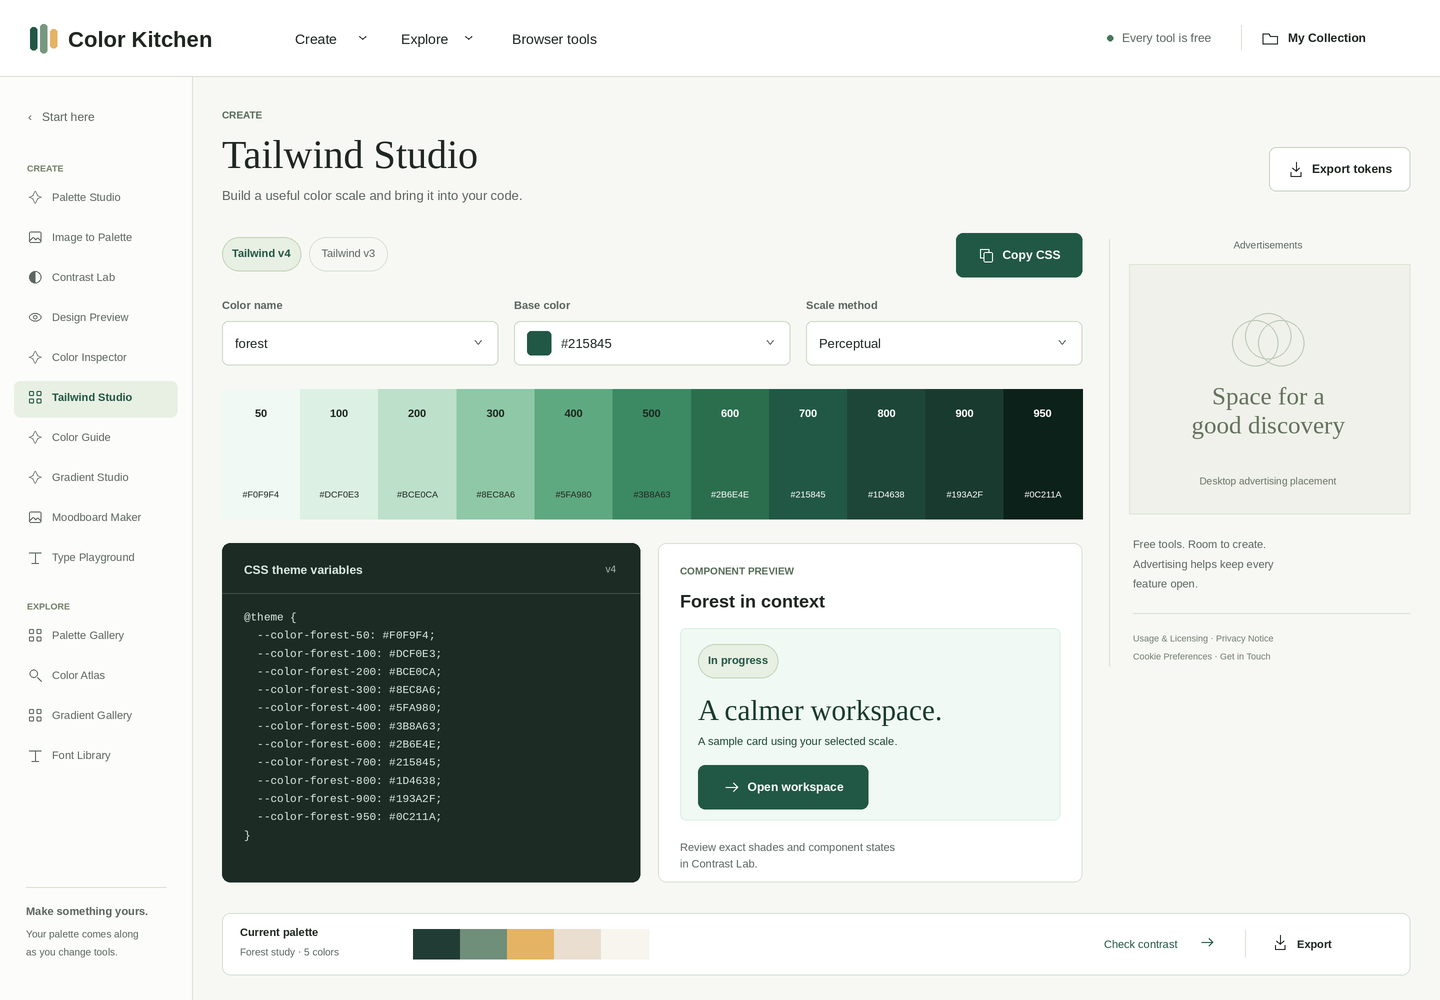 Color Kitchen
Create
Explore
Browser tools
Every tool is free
My Collection
Start here
CREATE
Palette Studio
Image to Palette
Contrast Lab
Design Preview
Color Inspector
Tailwind Studio
Color Guide
Gradient Studio
Moodboard Maker
Type Playground
EXPLORE
Palette Gallery
Color Atlas
Gradient Gallery
Font Library
Make something yours.
Your palette comes along
as you change tools.
CREATE
Tailwind Studio
Build a useful color scale and bring it into your code.
Export tokens
Tailwind v4
Tailwind v3
Copy CSS
Color name
Base color
Scale method
forest
#215845
Perceptual
50 100 200 300 400 500 600 700 800 900 950
#F0F9F4 #DCF0E3 #BCE0CA #8EC8A6 #5FA980 #3B8A63 #2B6E4E #215845 #1D4638 #193A2F #0C211A
CSS theme variables
v4
@theme {
--color-forest-50: #F0F9F4;
--color-forest-100: #DCF0E3;
--color-forest-200: #BCE0CA;
--color-forest-300: #8EC8A6;
--color-forest-400: #5FA980;
--color-forest-500: #3B8A63;
--color-forest-600: #2B6E4E;
--color-forest-700: #215845;
--color-forest-800: #1D4638;
--color-forest-900: #193A2F;
--color-forest-950: #0C211A;
}
COMPONENT PREVIEW
Forest in context
In progress
A calmer workspace.
A sample card using your selected scale.
Open workspace
Review exact shades and component states
in Contrast Lab.
Advertisements
Space for a
good discovery
Desktop advertising placement
Free tools. Room to create.
Advertising helps keep every
feature open.
Usage & Licensing · Privacy Notice
Cookie Preferences · Get in Touch
Current palette
Forest study · 5 colors
Check contrast
Export